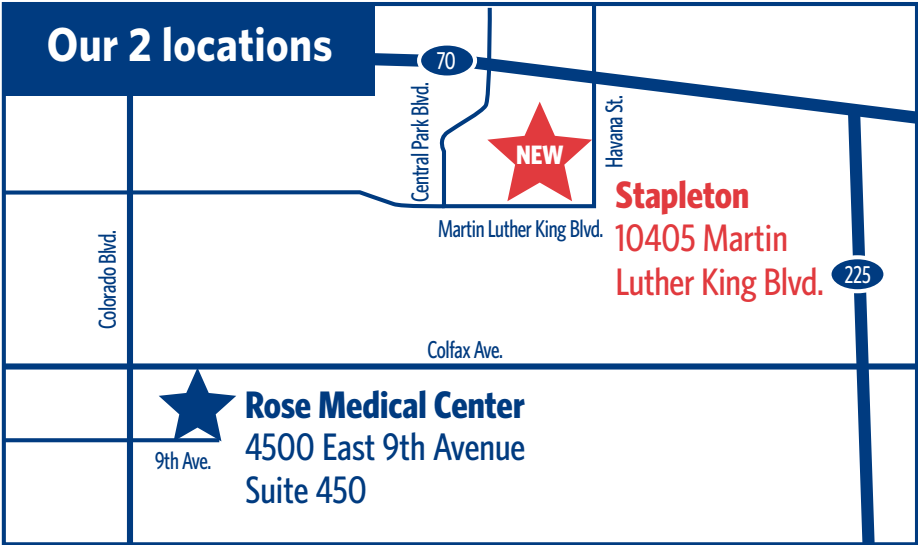 Our 2 locations
70
Central Park Blvd.
Havana St.
NEW
Stapleton
10405 Martin
Luther King Blvd.
Martin Luther King Blvd.
225
Colorado Blvd.
Colfax Ave.
Rose Medical Center
4500 East 9th Avenue
Suite 450
9th Ave.